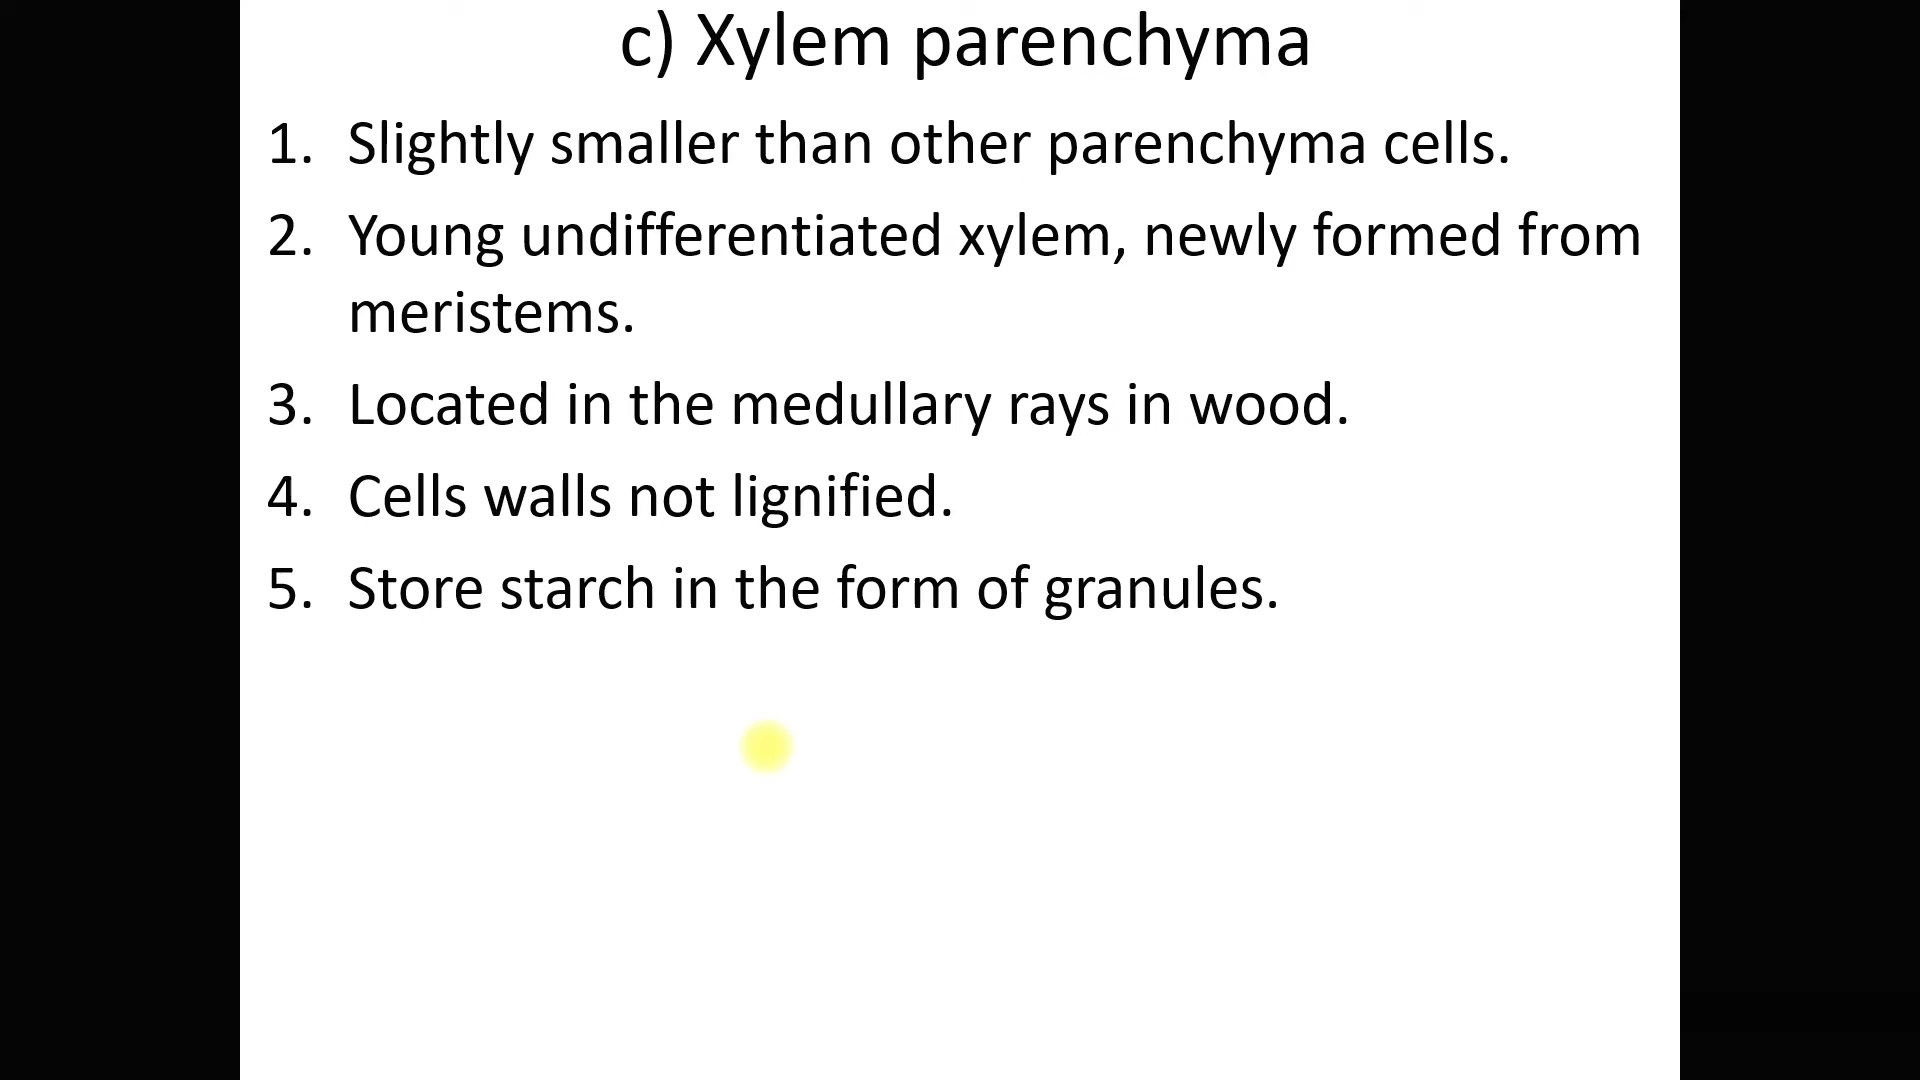 c) Xylem parenchyma
1. Slightly smaller than other parenchyma cells.
2. Young undifferentiated xylem, newly formed from
meristems.
3. Located in the medullary rays in wood.
4. Cells walls not lignified.
5. Store starch in the form of granules.